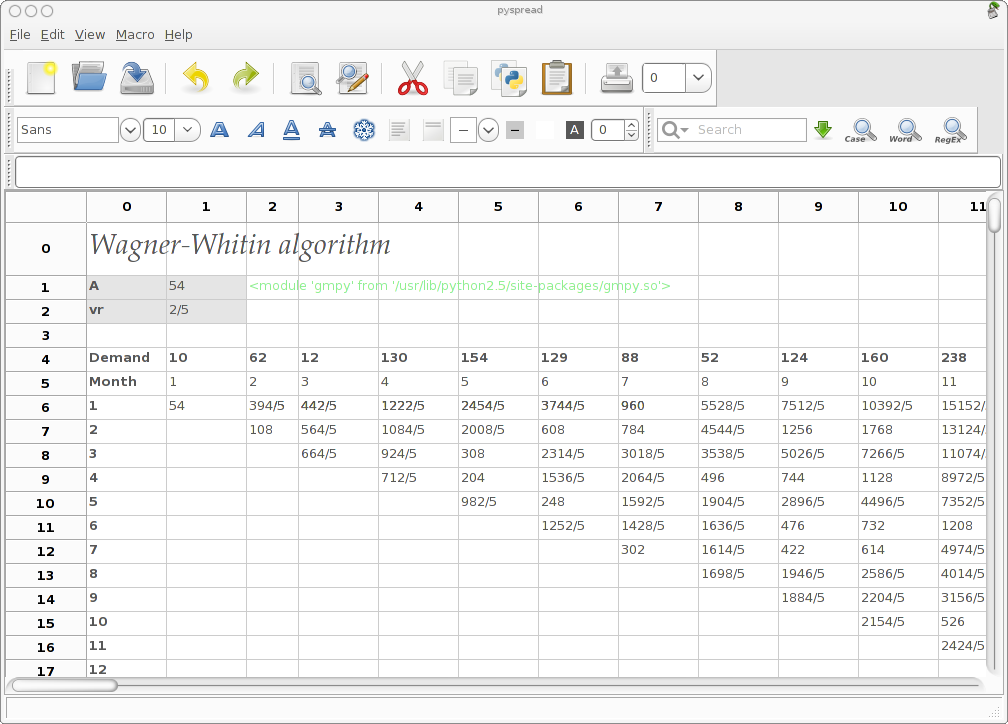 pyspread
File Edit View Macro Help
0
Sans 10 A A A A A 0 Search Case Word RegEx
0 1 2 3 4 5 6 7 8 9 10 11
0 Wagner-Whitin algorithm
1 A 54 <module 'gmpy' from '/usr/lib/python2.5/site-packages/gmpy.so'>
2 vr 2/5
3
4 Demand 10 62 12 130 154 129 88 52 124 160 238
5 Month 1 2 3 4 5 6 7 8 9 10 11
6 1 54 394/5 442/5 1222/5 2454/5 3744/5 960 5528/5 7512/5 10392/5 15152/
7 2 108 564/5 1084/5 2008/5 608 784 4544/5 1256 1768 13124/
8 3 664/5 924/5 308 2314/5 3018/5 3538/5 5026/5 7266/5 11074/
9 4 712/5 204 1536/5 2064/5 496 744 1128 8972/5
10 5 982/5 248 1592/5 1904/5 2896/5 4496/5 7352/5
11 6 1252/5 1428/5 1636/5 476 732 1208
12 7 302 1614/5 422 614 4974/5
13 8 1698/5 1946/5 2586/5 4014/5
14 9 1884/5 2204/5 3156/5
15 10 2154/5 526
16 11 2424/5
17 12